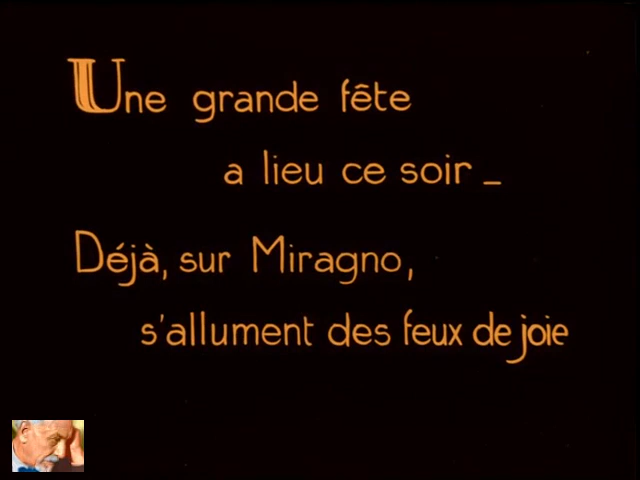 Une grande fête
a lieu ce soir _
Déjà, sur Miragno,
s'allument des feux de joie